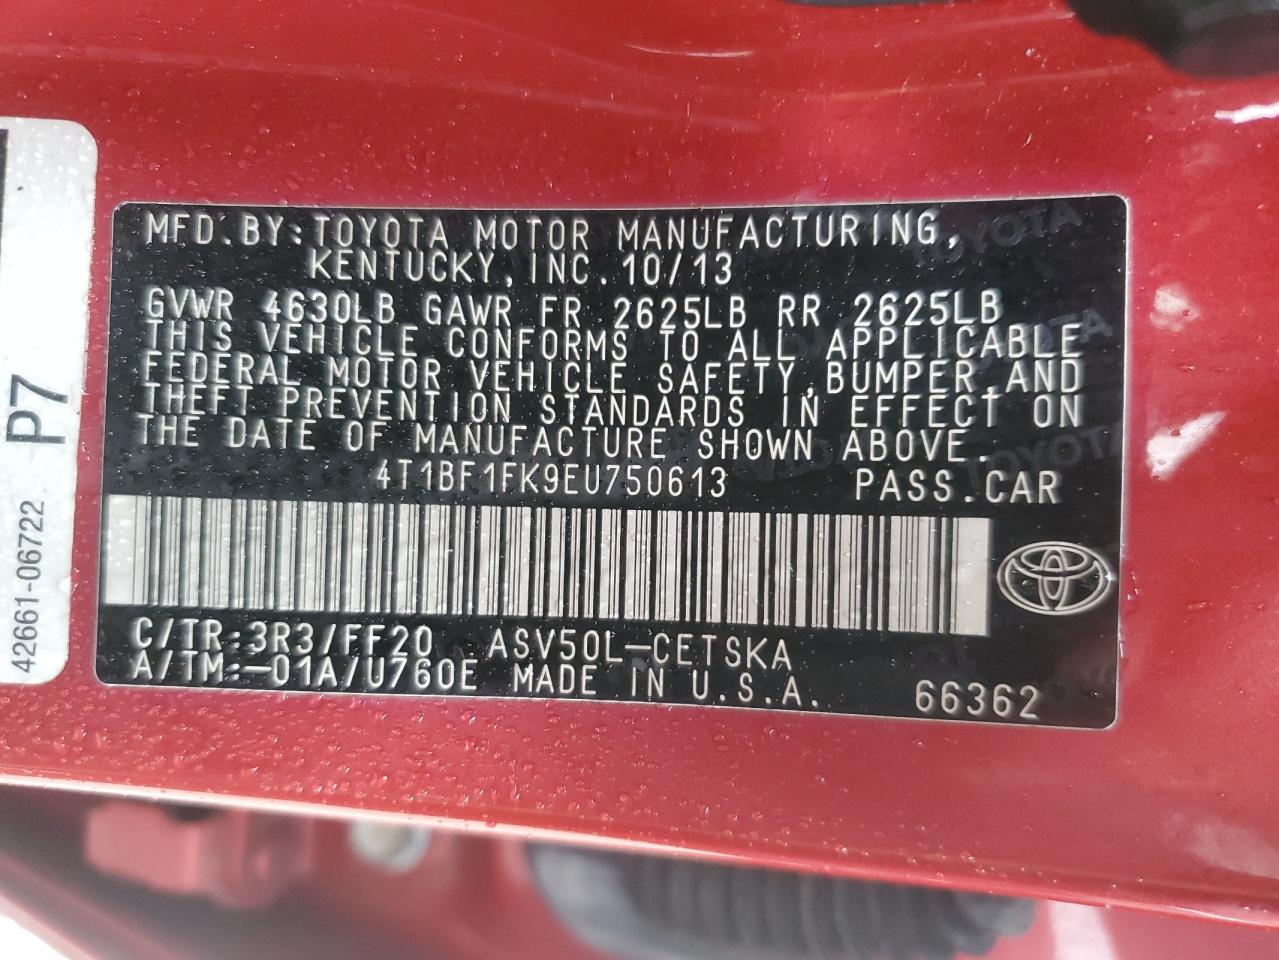 MFD.BY:TOYOTA MOTOR MANUFACTURING,
KENTUCKY,INC.10/13
GVWR 4630LB GAWR FR 2625LB RR 2625LB
THIS VEHICLE CONFORMS TO ALL APPLICABLE
FEDERAL MOTOR VEHICLE SAFETY,BUMPER,AND
THEFT PREVENTION STANDARDS IN EFFECT ON
THE DATE OF MANUFACTURE SHOWN ABOVE.
4T1BF1FK9EU750613 PASS.CAR
C/TR:3R3/FF20 ASV50L-CETSKA
A/TM:-01A/U760E MADE IN U.S.A. 66362
42661-06722 P7
TOYOTA
TOYOTA